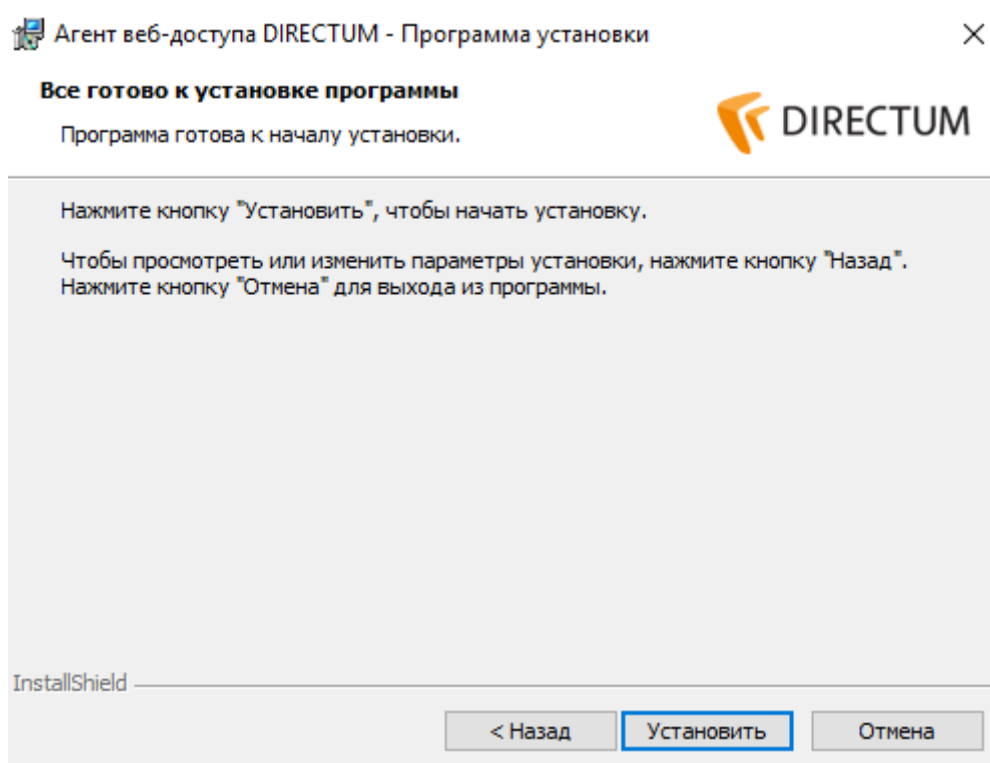 Агент веб-доступа DIRECTUM - Программа установки
Все готово к установке программы
Программа готова к началу установки.
DIRECTUM
Нажмите кнопку "Установить", чтобы начать установку.
Чтобы просмотреть или изменить параметры установки, нажмите кнопку "Назад".
Нажмите кнопку "Отмена" для выхода из программы.
InstallShield
< Назад
Установить
Отмена